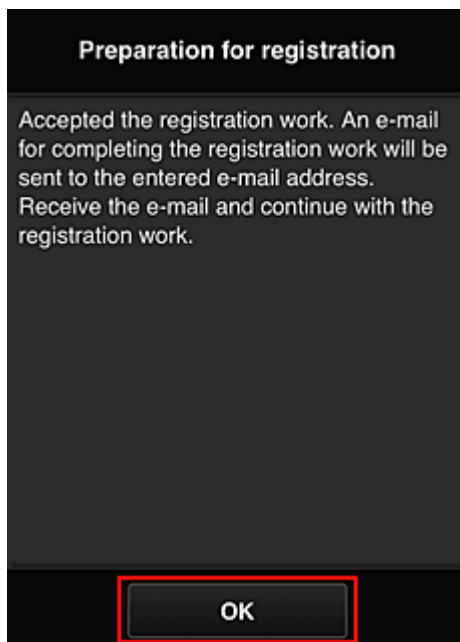 Preparation for registration
Accepted the registration work. An e-mail
for completing the registration work will be
sent to the entered e-mail address.
Receive the e-mail and continue with the
registration work.
OK